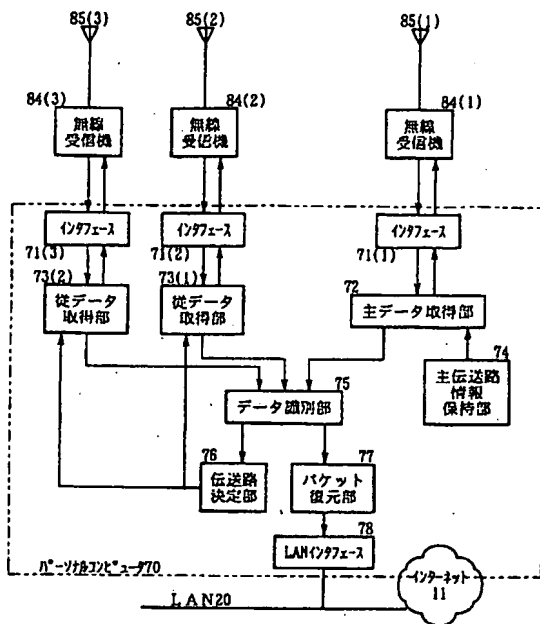 85(3)
85(2)
85(1)
84(3)
84(2)
84(1)
無線
受信機
無線
受信機
無線
受信機
インタフェース
インタフェース
インタフェース
71(3)
71(2)
71(1)
73(2)
73(1)
72
従データ
取得部
従データ
取得部
主データ取得部
74
主伝送路
情報
保持部
75
データ識別部
76
77
伝送路
決定部
パケット
復元部
78
LANインタフェース
パーソナルコンピュータ70
インターネット
11
LAN20